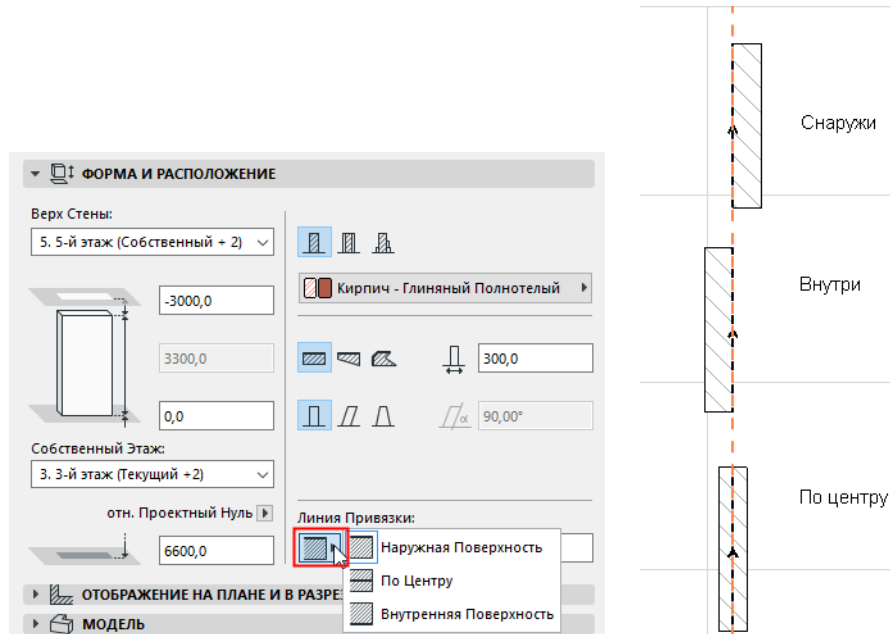 ФОРМА И РАСПОЛОЖЕНИЕ
Верх Стены:
5. 5-й этаж (Собственный + 2)
-3000,0
3300,0
0,0
Собственный Этаж:
3. 3-й этаж (Текущий +2)
отн. Проектный Нуль
6600,0
Кирпич - Глиняный Полнотелый
300,0
α
90,00°
Линия Привязки:
Наружная Поверхность
По Центру
Внутренняя Поверхность
ОТОБРАЖЕНИЕ НА ПЛАНЕ И В РАЗРЕ
МОДЕЛЬ
Снаружи
Внутри
По центру